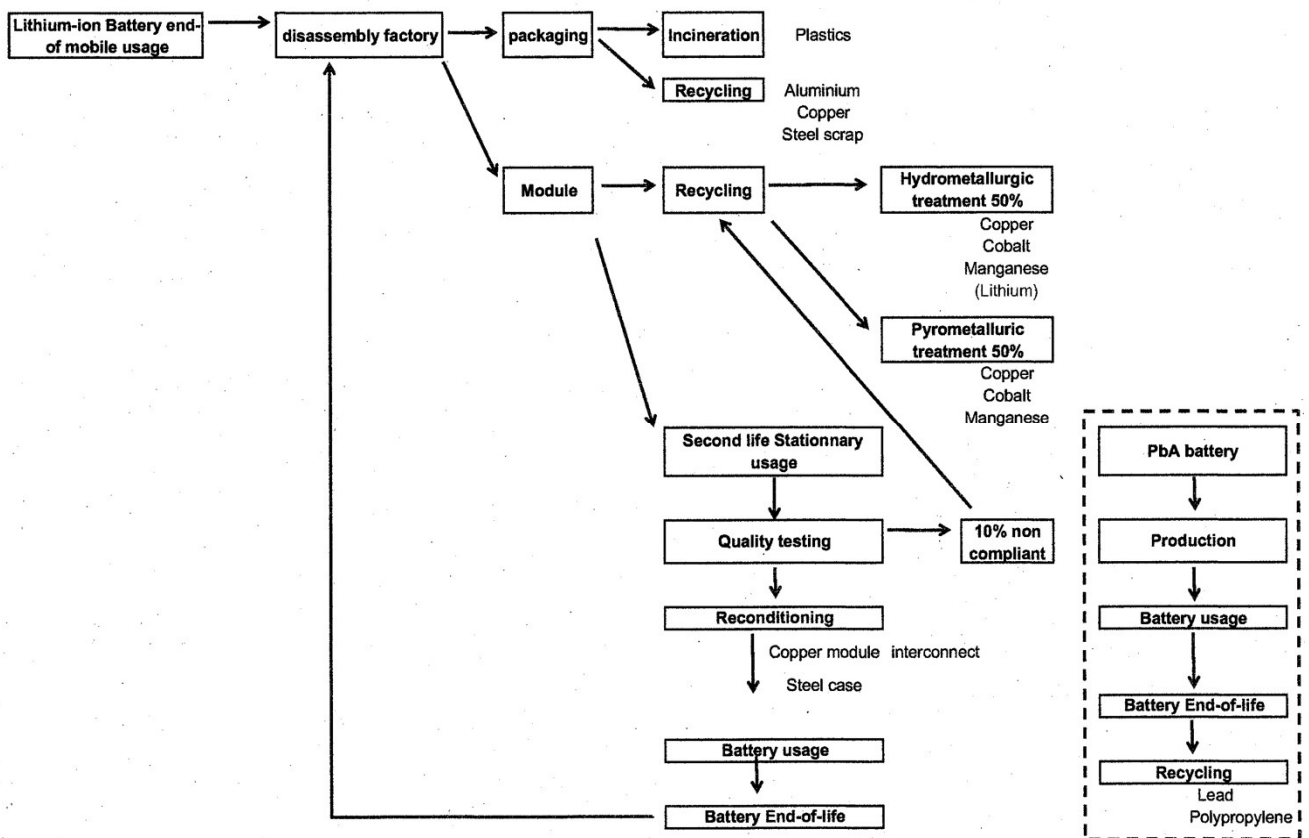 Lithium-ion Battery end-
of mobile usage
disassembly factory
packaging
Incineration
Plastics
Recycling
Aluminium
Copper
Steel scrap
Module
Recycling
Hydrometallurgic
treatment 50%
Copper
Cobalt
Manganese
(Lithium)
Pyrometalluric
treatment 50%
Copper
Cobalt
Manganese
Second life Stationnary
usage
Quality testing
10% non
compliant
Reconditioning
Copper module interconnect
Steel case
Battery usage
Battery End-of-life
PbA battery
Production
Battery usage
Battery End-of-life
Recycling
Lead
Polypropylene